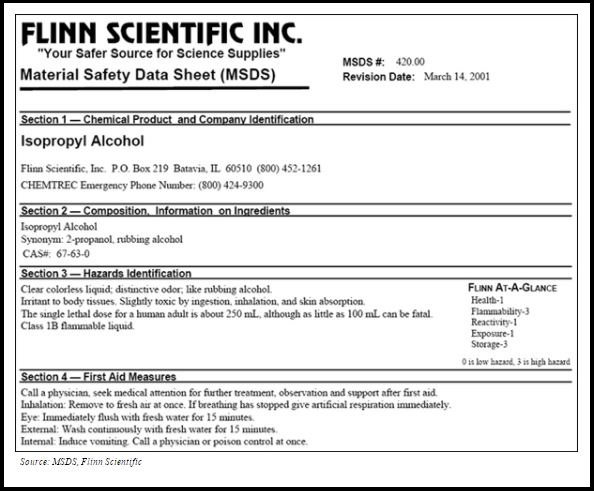 FLINN SCIENTIFIC INC.
"Your Safer Source for Science Supplies"
Material Safety Data Sheet (MSDS)
MSDS #: 420.00
Revision Date: March 14, 2001
Section 1 — Chemical Product and Company Identification
Isopropyl Alcohol
Flinn Scientific, Inc. P.O. Box 219 Batavia, IL 60510 (800) 452-1261
CHEMTREC Emergency Phone Number: (800) 424-9300
Section 2 — Composition, Information on Ingredients
Isopropyl Alcohol
Synonym: 2-propanol, rubbing alcohol
CAS#: 67-63-0
Section 3 — Hazards Identification
Clear colorless liquid; distinctive odor; like rubbing alcohol.
Irritant to body tissues. Slightly toxic by ingestion, inhalation, and skin absorption.
The single lethal dose for a human adult is about 250 mL, although as little as 100 mL can be fatal.
Class 1B flammable liquid.
FLINN AT-A-GLANCE
Health-1
Flammability-3
Reactivity-1
Exposure-1
Storage-3
0 is low hazard, 3 is high hazard
Section 4 — First Aid Measures
Call a physician, seek medical attention for further treatment, observation and support after first aid.
Inhalation: Remove to fresh air at once. If breathing has stopped give artificial respiration immediately.
Eye: Immediately flush with fresh water for 15 minutes.
External: Wash continuously with fresh water for 15 minutes.
Internal: Induce vomiting. Call a physician or poison control at once.
Source: MSDS, Flinn Scientific